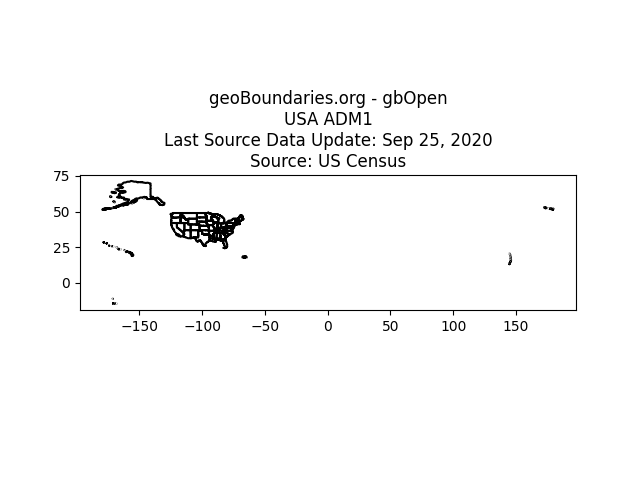 geoBoundaries.org - gbOpen
USA ADM1
Last Source Data Update: Sep 25, 2020
Source: US Census
75
50
25
0
−150
−100
−50
0
50
100
150